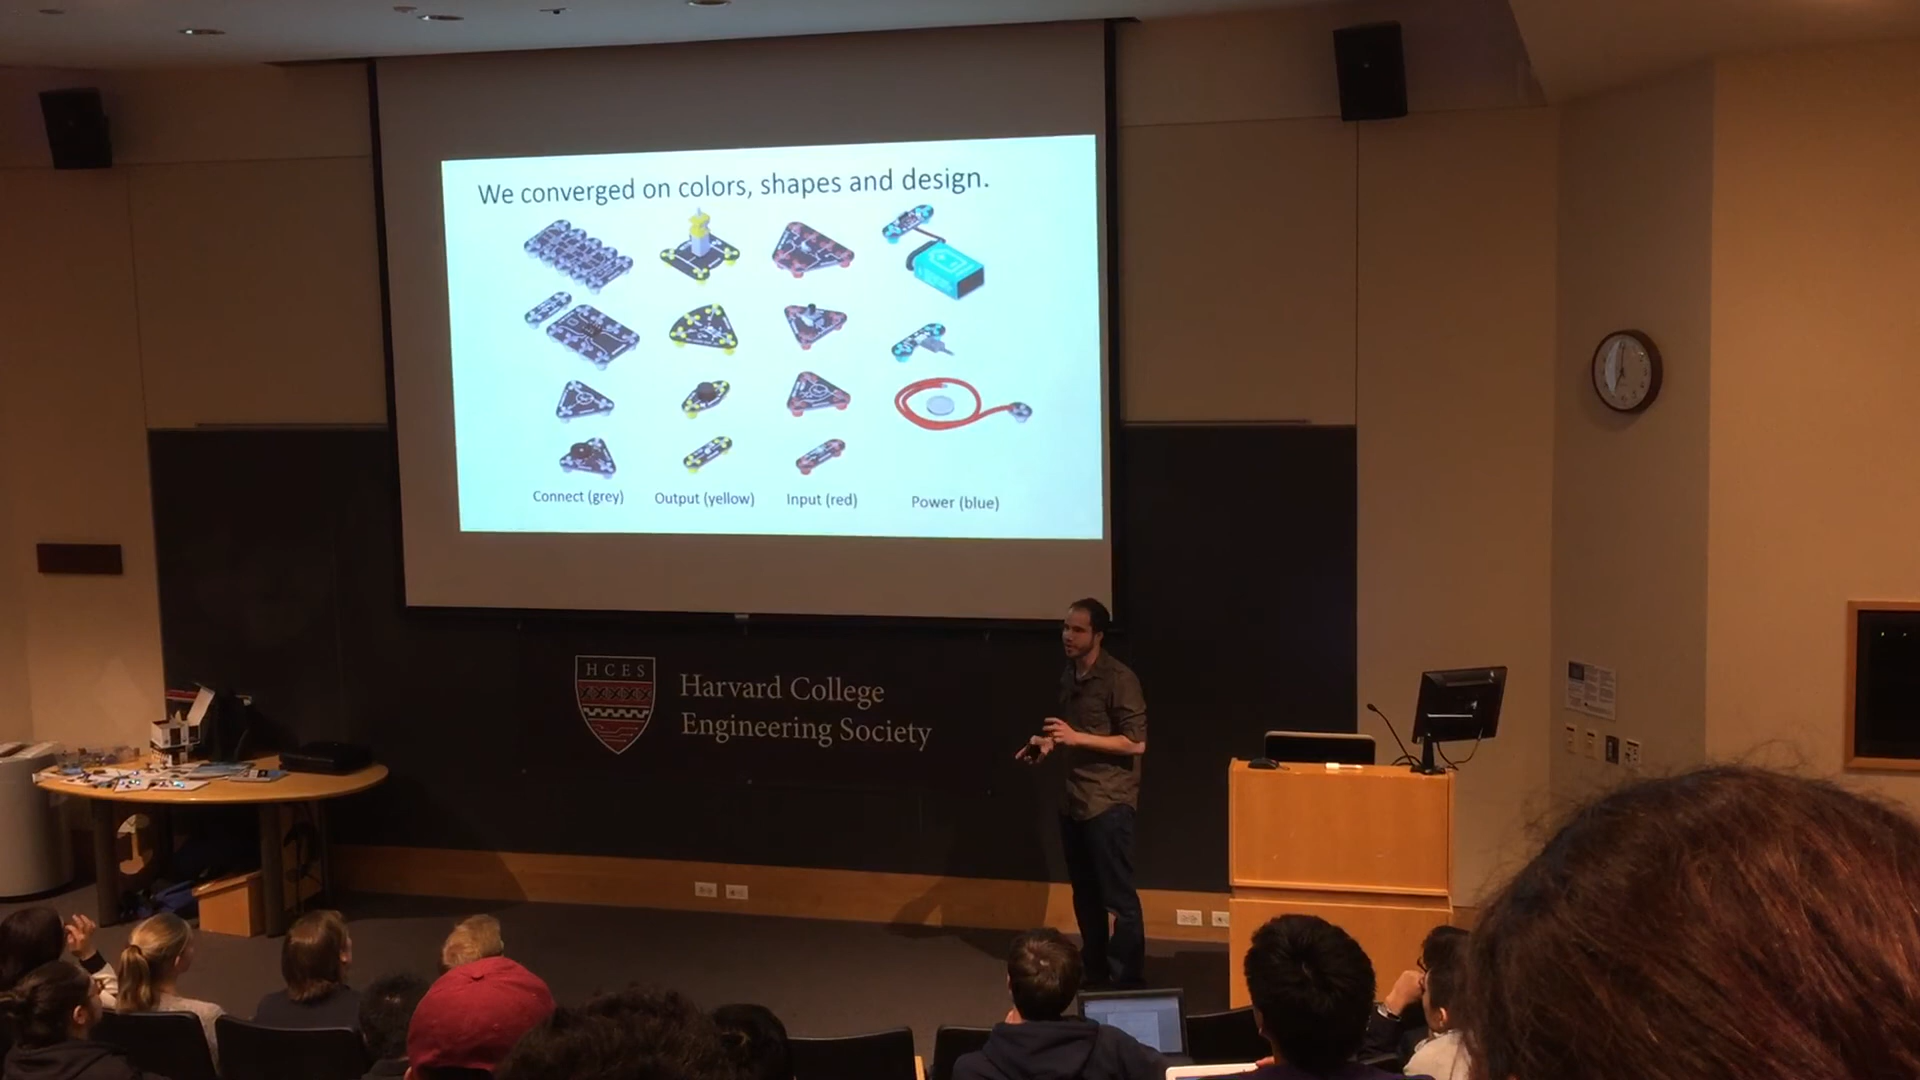 We converged on colors, shapes and design.
Connect (grey)
Output (yellow)
Input (red)
Power (blue)
HCES
Harvard College
Engineering Society